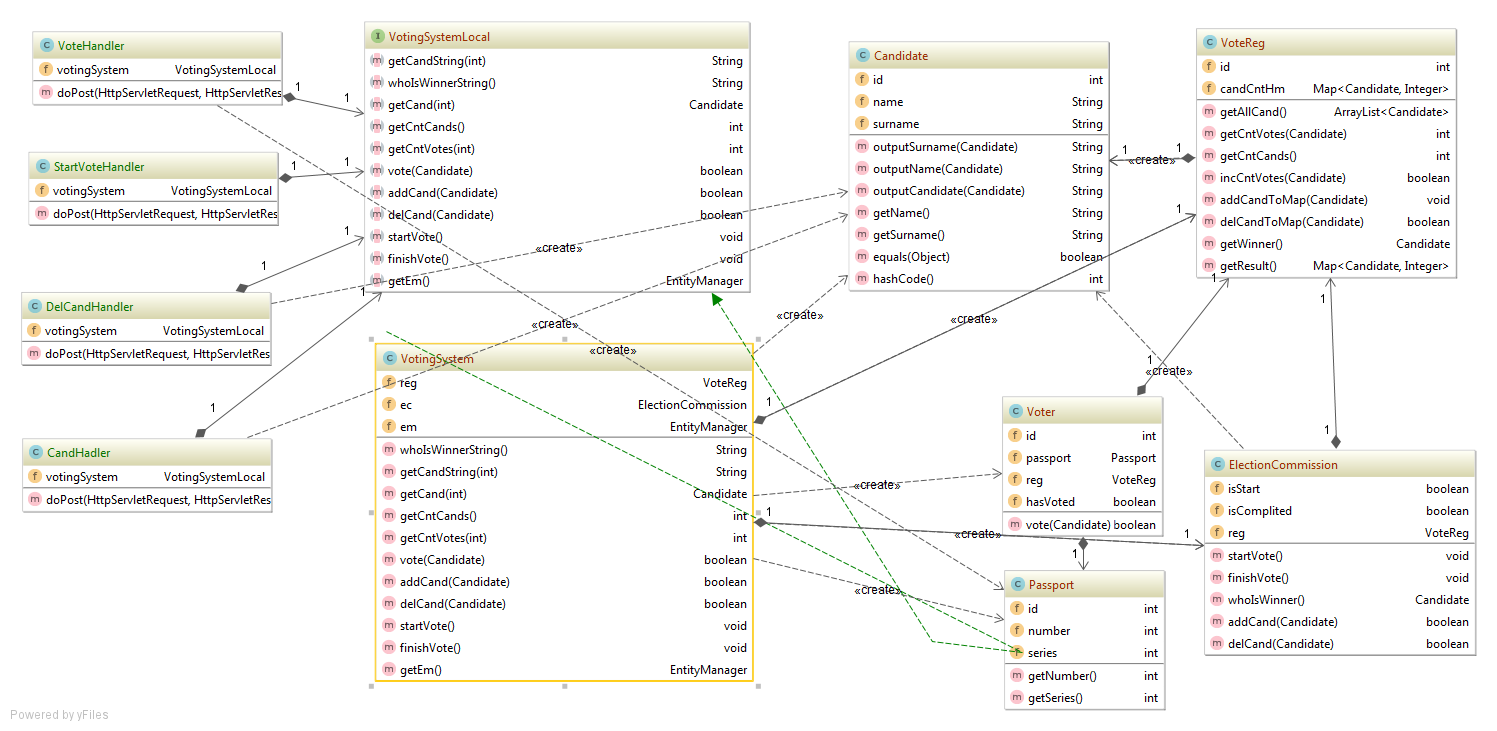 VoteHandler
votingSystem VotingSystemLocal
doPost(HttpServletRequest, HttpServletRes
1
1
StartVoteHandler
votingSystem VotingSystemLocal
doPost(HttpServletRequest, HttpServletRes
1
1
DelCandHandler
votingSystem VotingSystemLocal
doPost(HttpServletRequest, HttpServletRes
1
1
CandHadler
votingSystem VotingSystemLocal
doPost(HttpServletRequest, HttpServletRes
1
1
VotingSystemLocal
getCandString(int) String
whoIsWinnerString() String
getCand(int) Candidate
getCntCands() int
getCntVotes(int) int
vote(Candidate) boolean
addCand(Candidate) boolean
delCand(Candidate) boolean
startVote() void
finishVote() void
getEm() EntityManager
«create»
«create»
«create»
«create»
VotingSystem
reg VoteReg
ec ElectionCommission
em EntityManager
whoIsWinnerString() String
getCandString(int) String
getCand(int) Candidate
getCntCands() int
getCntVotes(int) int
vote(Candidate) boolean
addCand(Candidate) boolean
delCand(Candidate) boolean
startVote() void
finishVote() void
getEm() EntityManager
1
1
«create»
1
«create»
1
«create»
«create»
Candidate
id int
name String
surname String
outputSurname(Candidate) String
outputName(Candidate) String
outputCandidate(Candidate) String
getName() String
getSurname() String
equals(Object) boolean
hashCode() int
1
«create»
1
VoteReg
id int
candCntHm Map<Candidate, Integer>
getAllCand() ArrayList<Candidate>
getCntVotes(Candidate) int
getCntCands() int
incCntVotes(Candidate) boolean
addCandToMap(Candidate) void
delCandToMap(Candidate) boolean
getWinner() Candidate
getResult() Map<Candidate, Integer>
1
1
1
1
«create»
Voter
id int
passport Passport
reg VoteReg
hasVoted boolean
vote(Candidate) boolean
1
Passport
id int
number int
series int
getNumber() int
getSeries() int
ElectionCommission
isStart boolean
isComplited boolean
reg VoteReg
startVote() void
finishVote() void
whoIsWinner() Candidate
addCand(Candidate) boolean
delCand(Candidate) boolean
Powered by yFiles